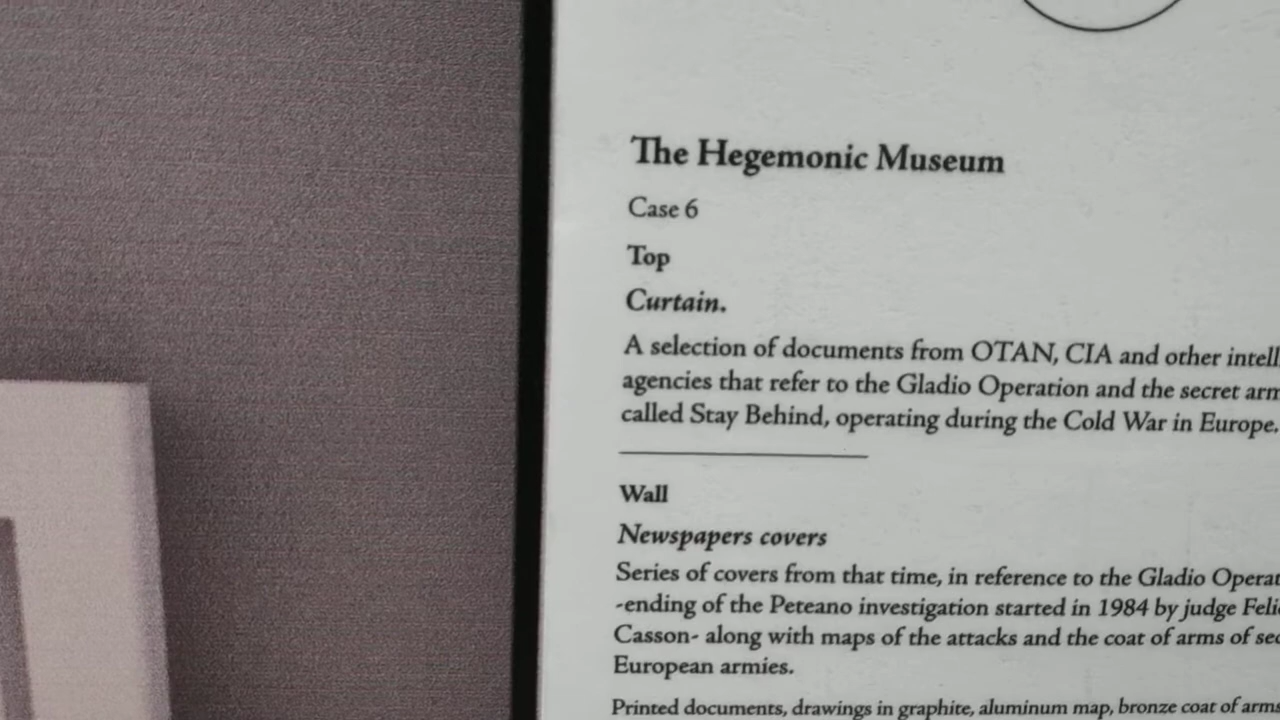 The Hegemonic Museum
Case 6
Top
Curtain.
A selection of documents from OTAN, CIA and other
agencies that refer to the Gladio Operation and the secret
called Stay Behind, operating during the Cold War in Europe.
Wall
Newspapers covers
Series of covers from that time, in reference to the Gladio
-ending of the Peteano investigation started in 1984 by judge
Casson- along with maps of the attacks and the coat of arms of
European armies.
Printed documents, drawings in graphite, aluminum map, bronze coat of arms